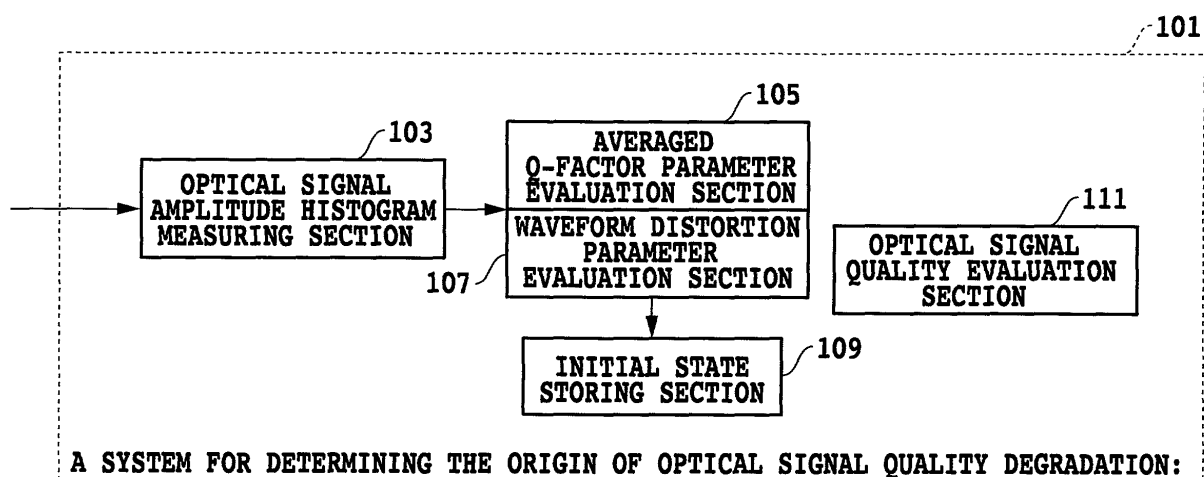 101
105
103
AVERAGED
Q-FACTOR PARAMETER
EVALUATION SECTION
OPTICAL SIGNAL
AMPLITUDE HISTOGRAM
MEASURING SECTION
111
WAVEFORM DISTORTION
PARAMETER
EVALUATION SECTION
107
OPTICAL SIGNAL
QUALITY EVALUATION
SECTION
109
INITIAL STATE
STORING SECTION
A SYSTEM FOR DETERMINING THE ORIGIN OF OPTICAL SIGNAL QUALITY DEGRADATION: